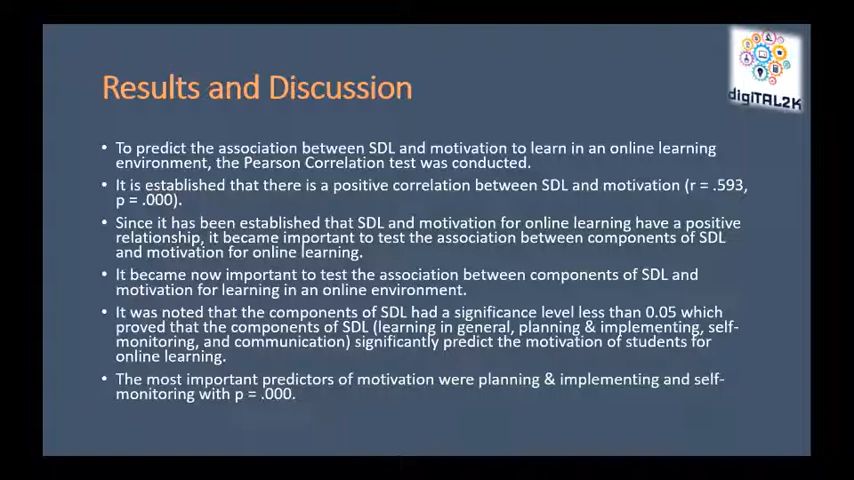 digiTAL2K
Results and Discussion
• To predict the association between SDL and motivation to learn in an online learning
environment, the Pearson Correlation test was conducted.
• It is established that there is a positive correlation between SDL and motivation (r = .593,
p = .000).
• Since it has been established that SDL and motivation for online learning have a positive
relationship, it became important to test the association between components of SDL
and motivation for online learning.
• It became now important to test the association between components of SDL and
motivation for learning in an online environment.
• It was noted that the components of SDL had a significance level less than 0.05 which
proved that the components of SDL (learning in general, planning & implementing, self-
monitoring, and communication) significantly predict the motivation of students for
online learning.
• The most important predictors of motivation were planning & implementing and self-
monitoring with p = .000.